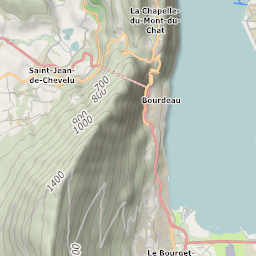 La Chapelle-
du-Mont-du-
Chat
Saint-Jean-
de-Chevelu
700
800
Bourdeau
900
1000
1400
Le Bourget-